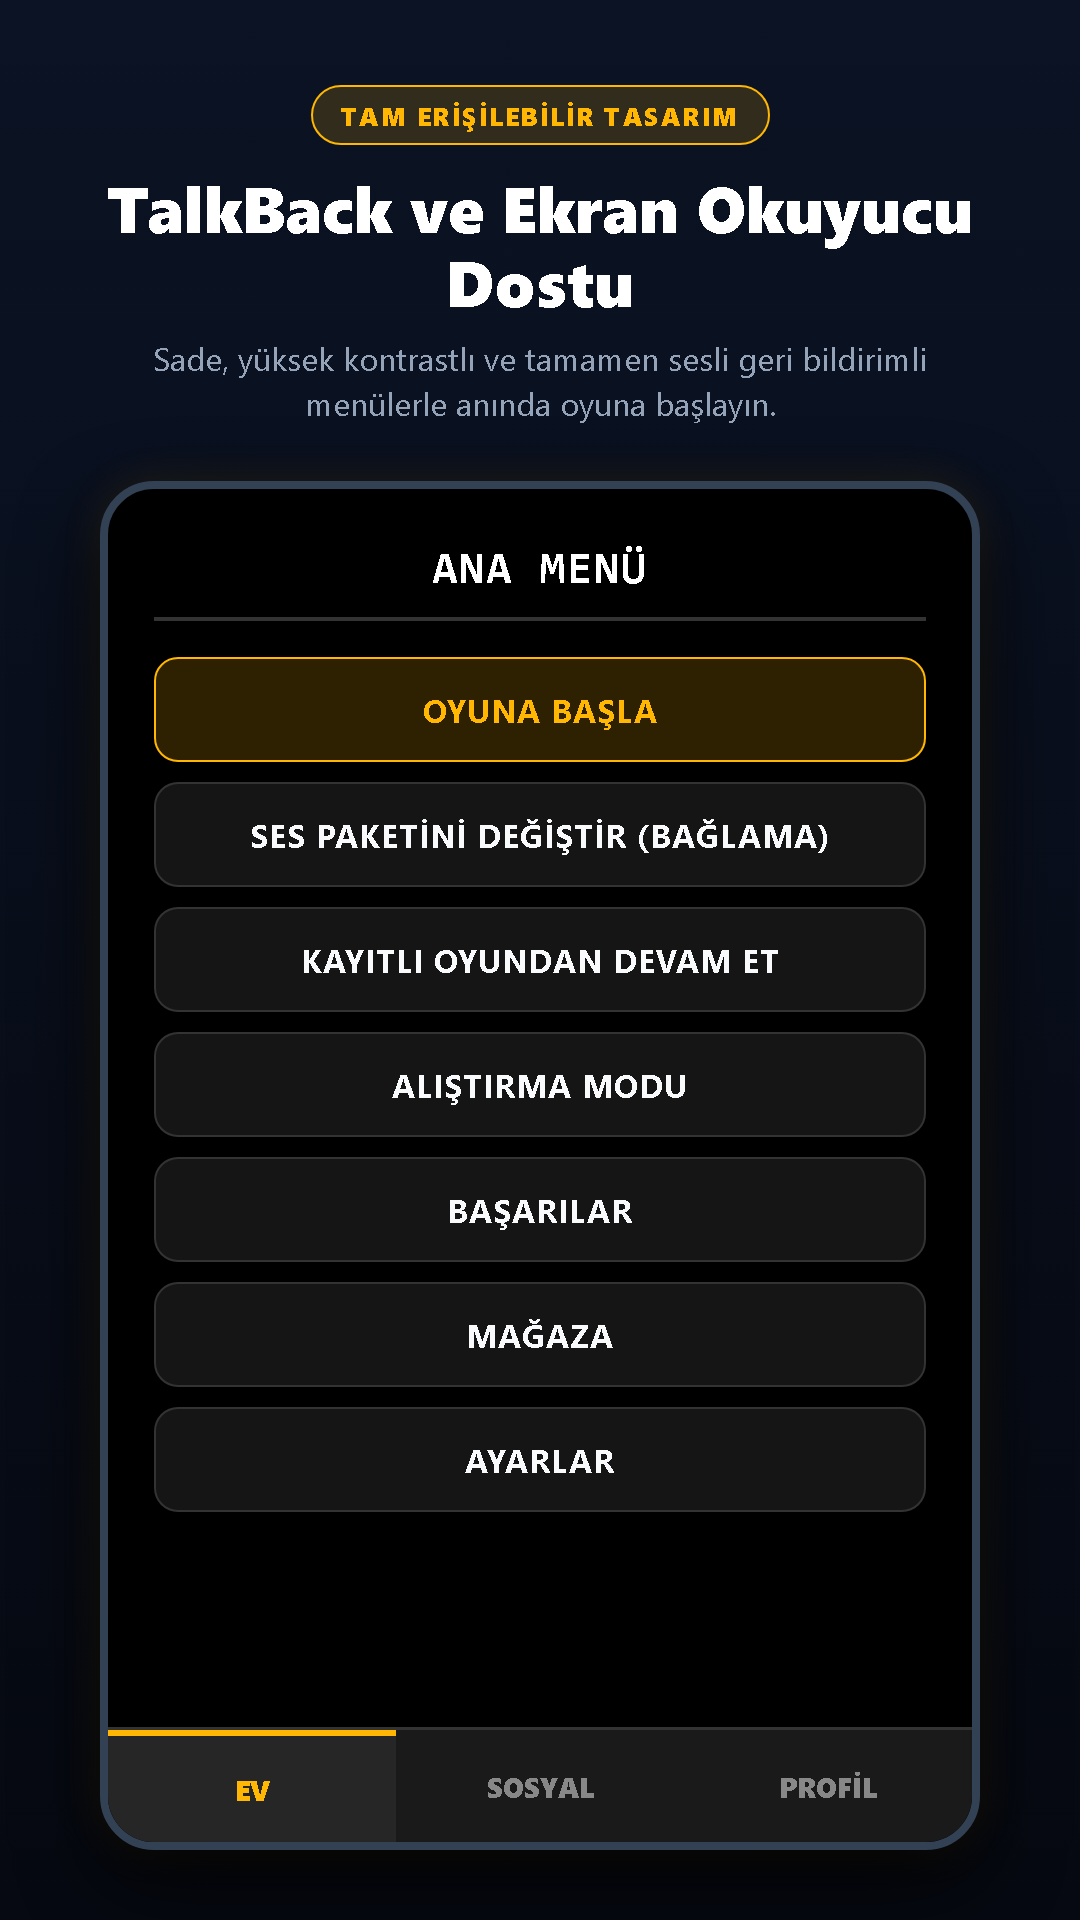 TAM ERİŞİLEBİLİR TASARIM
TalkBack ve Ekran Okuyucu
Dostu
Sade, yüksek kontrastlı ve tamamen sesli geri bildirimli
menülerle anında oyuna başlayın.
ANA MENÜ
OYUNA BAŞLA
SES PAKETİNİ DEĞİŞTİR (BAĞLAMA)
KAYITLI OYUNDAN DEVAM ET
ALIŞTIRMA MODU
BAŞARILAR
MAĞAZA
AYARLAR
EV SOSYAL PROFİL